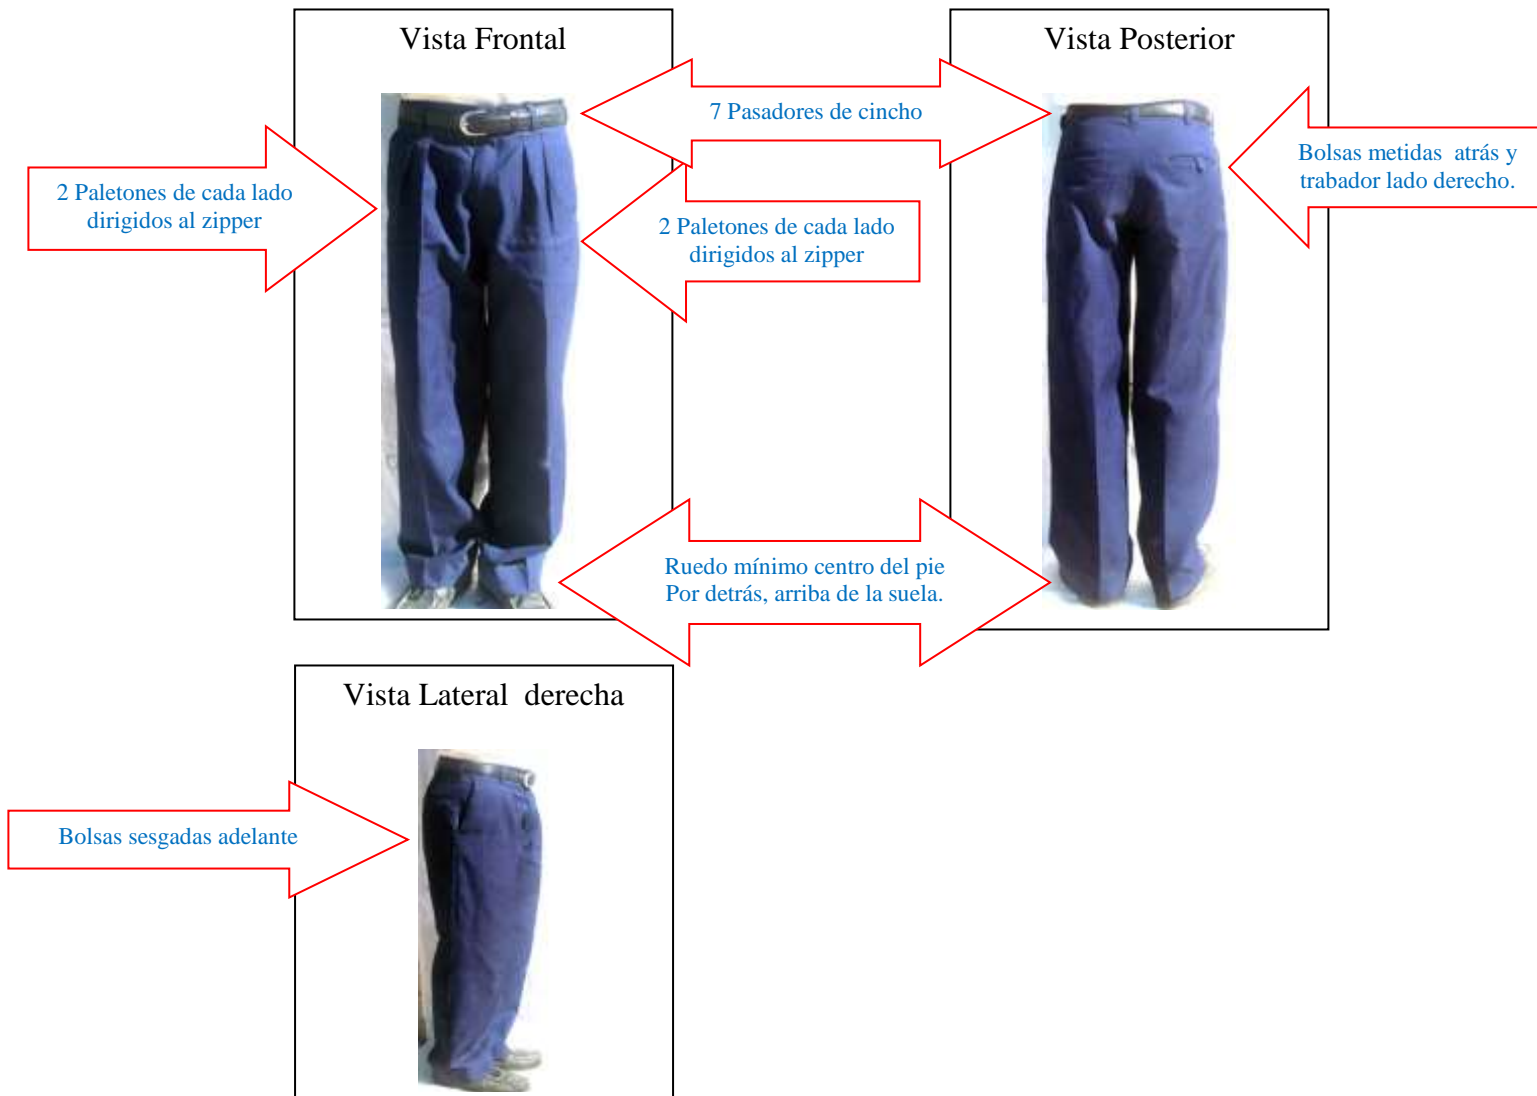 Vista Frontal
Vista Posterior
7 Pasadores de cincho
Bolsas metidas atrás y
trabador lado derecho.
2 Paletones de cada lado
dirigidos al zipper
2 Paletones de cada lado
dirigidos al zipper
Ruedo mínimo centro del pie
Por detrás, arriba de la suela.
Vista Lateral derecha
Bolsas sesgadas adelante